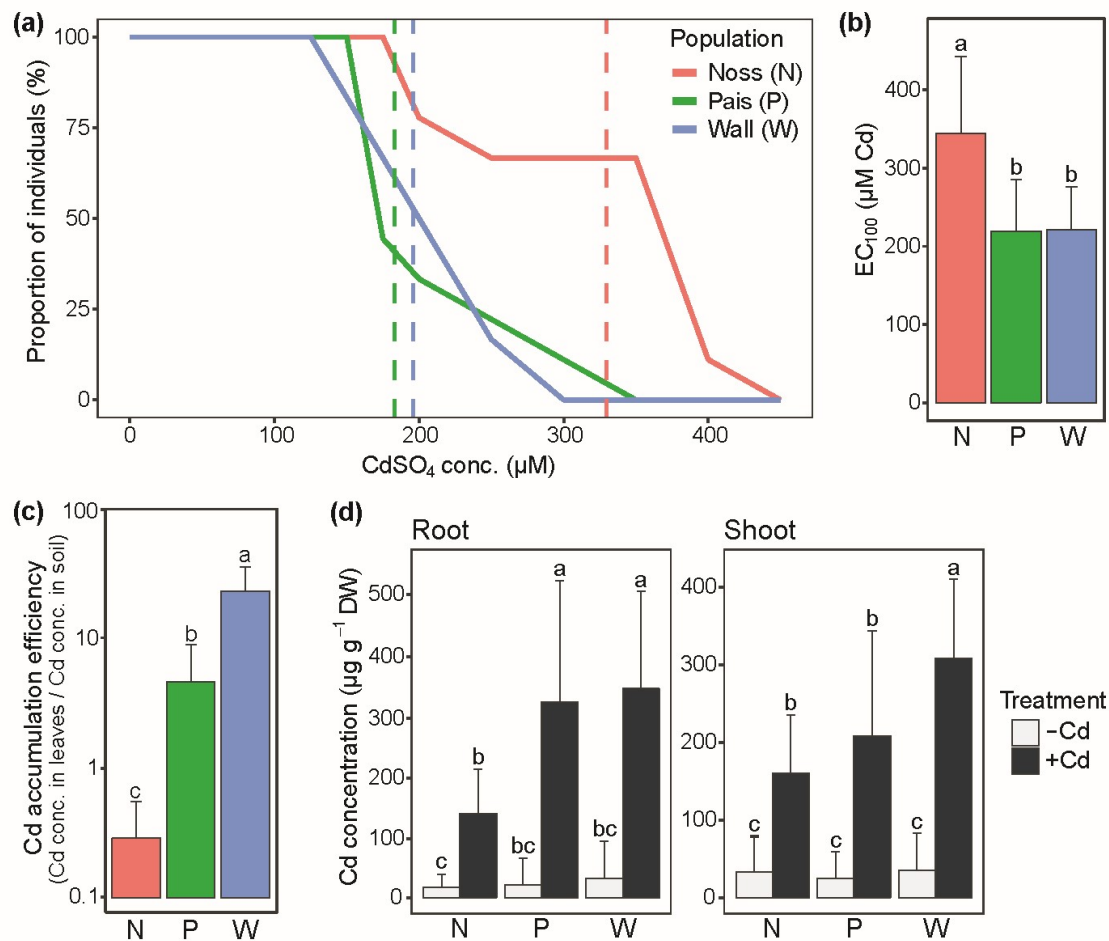 (a)
Proportion of individuals (%)
100
75
50
25
0
0 100 200 300 400
CdSO₄ conc. (µM)
Population
Noss (N)
Pais (P)
Wall (W)
(b)
EC₁₀₀ (µM Cd)
400
300
200
100
0
a
b
b
N P W
(c)
Cd accumulation efficiency
(Cd conc. in leaves / Cd conc. in soil)
100
10
1
0.1
c
b
a
N P W
(d)
Root
Cd concentration (µg g⁻¹ DW)
500
400
300
200
100
0
c
b
bc
a
bc
a
N P W
Shoot
400
300
200
100
0
c
b
c
b
c
a
N P W
Treatment
−Cd
+Cd